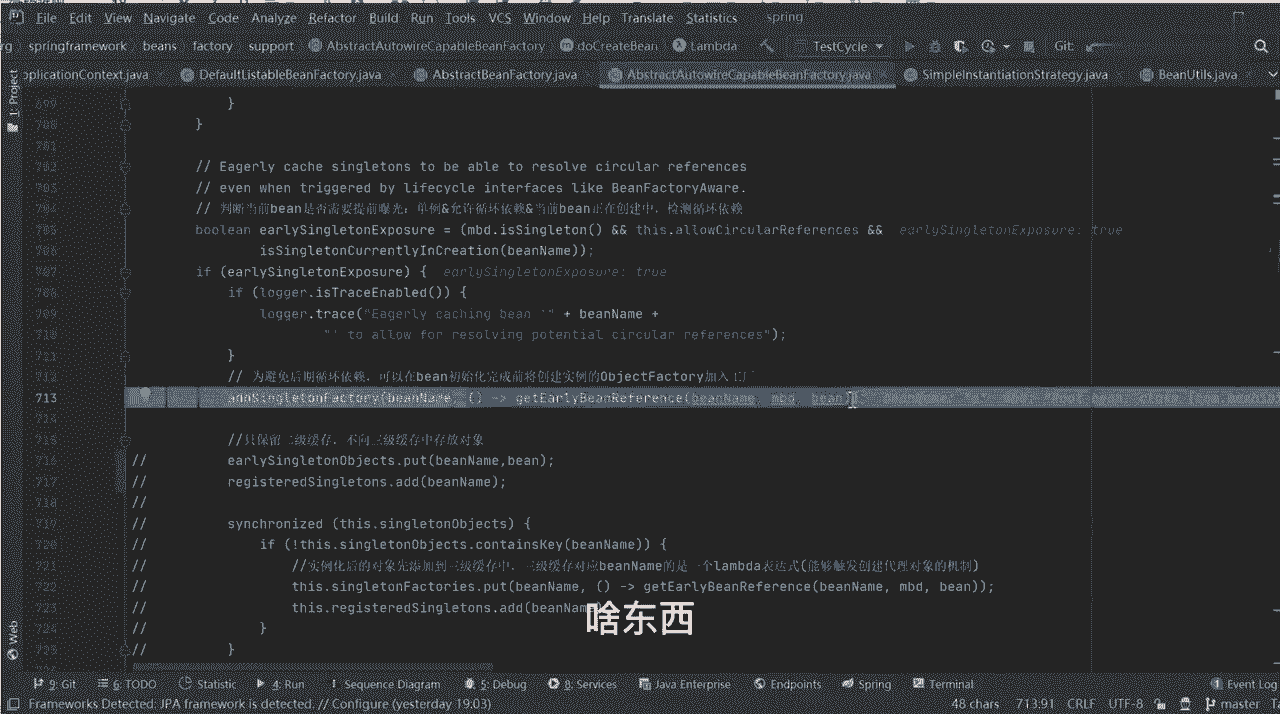 File Edit View Navigate Code Analyze Refactor Build Run Tools VCS Window Help Translate Statistics spring
rg springframework beans factory support AbstractAutowireCapableBeanFactory doCreateBean Lambda TestCycle Git:
pplicationContext.java DefaultListableBeanFactory.java AbstractBeanFactory.java AbstractAutowireCapableBeanFactory.java SimpleInstantiationStrategy.java BeanUtils.java
1: Project
699 }
700 }
701
702 // Eagerly cache singletons to be able to resolve circular references
703 // even when triggered by lifecycle interfaces like BeanFactoryAware.
704 // 判断当前bean是否需要提前曝光：单例&允许循环依赖&当前bean正在创建中，检测循环依赖
705 boolean earlySingletonExposure = (mbd.isSingleton() && this.allowCircularReferences && earlySingletonExposure: true
706 isSingletonCurrentlyInCreation(beanName));
707 if (earlySingletonExposure) { earlySingletonExposure: true
708 if (logger.isTraceEnabled()) {
709 logger.trace("Eagerly caching bean '" + beanName +
710 "' to allow for resolving potential circular references");
711 }
712 // 为避免后期循环依赖，可以在bean初始化完成前将创建实例的ObjectFactory加入工厂
713 addSingletonFactory(beanName, () -> getEarlyBeanReference(beanName, mbd, bean)
714
715 //只保留二级缓存，不向三级缓存中存放对象
716 // earlySingletonObjects.put(beanName,bean);
717 // registeredSingletons.add(beanName);
718 //
719 // synchronized (this.singletonObjects) {
720 // if (!this.singletonObjects.containsKey(beanName)) {
721 // //实例化后的对象先添加到三级缓存中，三级缓存对应beanName的是一个lambda表达式(能够触发创建代理对象的机制)
722 // this.singletonFactories.put(beanName, () -> getEarlyBeanReference(beanName, mbd, bean));
723 // this.registeredSingletons.add(beanName
724 // }
725 // }
啥东西
Web
9: Git 6: TODO Statistic 4: Run Sequence Diagram 5: Debug 8: Services Java Enterprise Endpoints Spring Terminal 1 Event Log
Frameworks Detected: JPA framework is detected. // Configure (yesterday 19:03) 48 chars 713:91 CRLF UTF-8 master